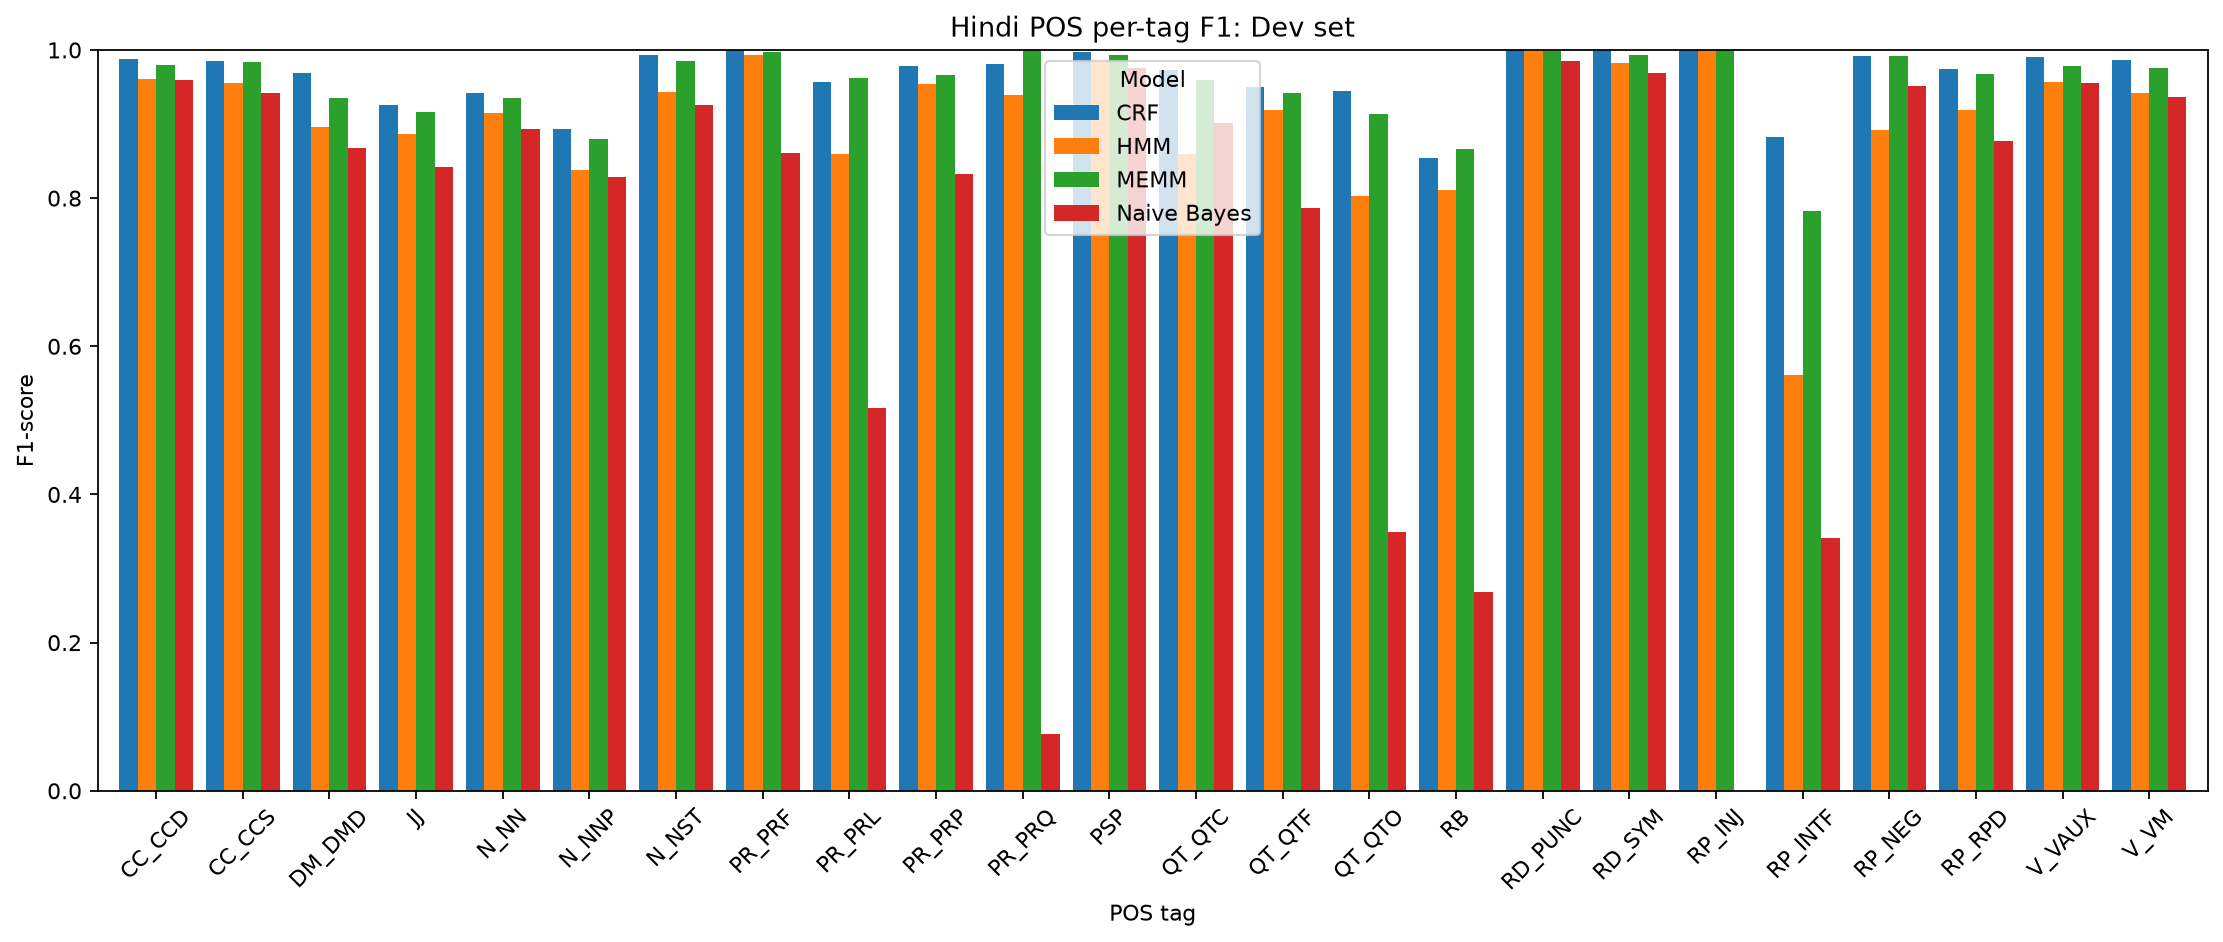 Hindi POS per-tag F1: Dev set
1.0
0.8
0.6
0.4
0.2
0.0
F1-score
Model
CRF
HMM
MEMM
Naive Bayes
CC_CCD
CC_CCS
DM_DMD
JJ
N_NN
N_NNP
N_NST
PR_PRF
PR_PRL
PR_PRP
PR_PRQ
PSP
QT_QTC
QT_QTF
QT_QTO
RB
RD_PUNC
RD_SYM
RP_INJ
RP_INTF
RP_NEG
RP_RPD
V_VAUX
V_VM
POS tag